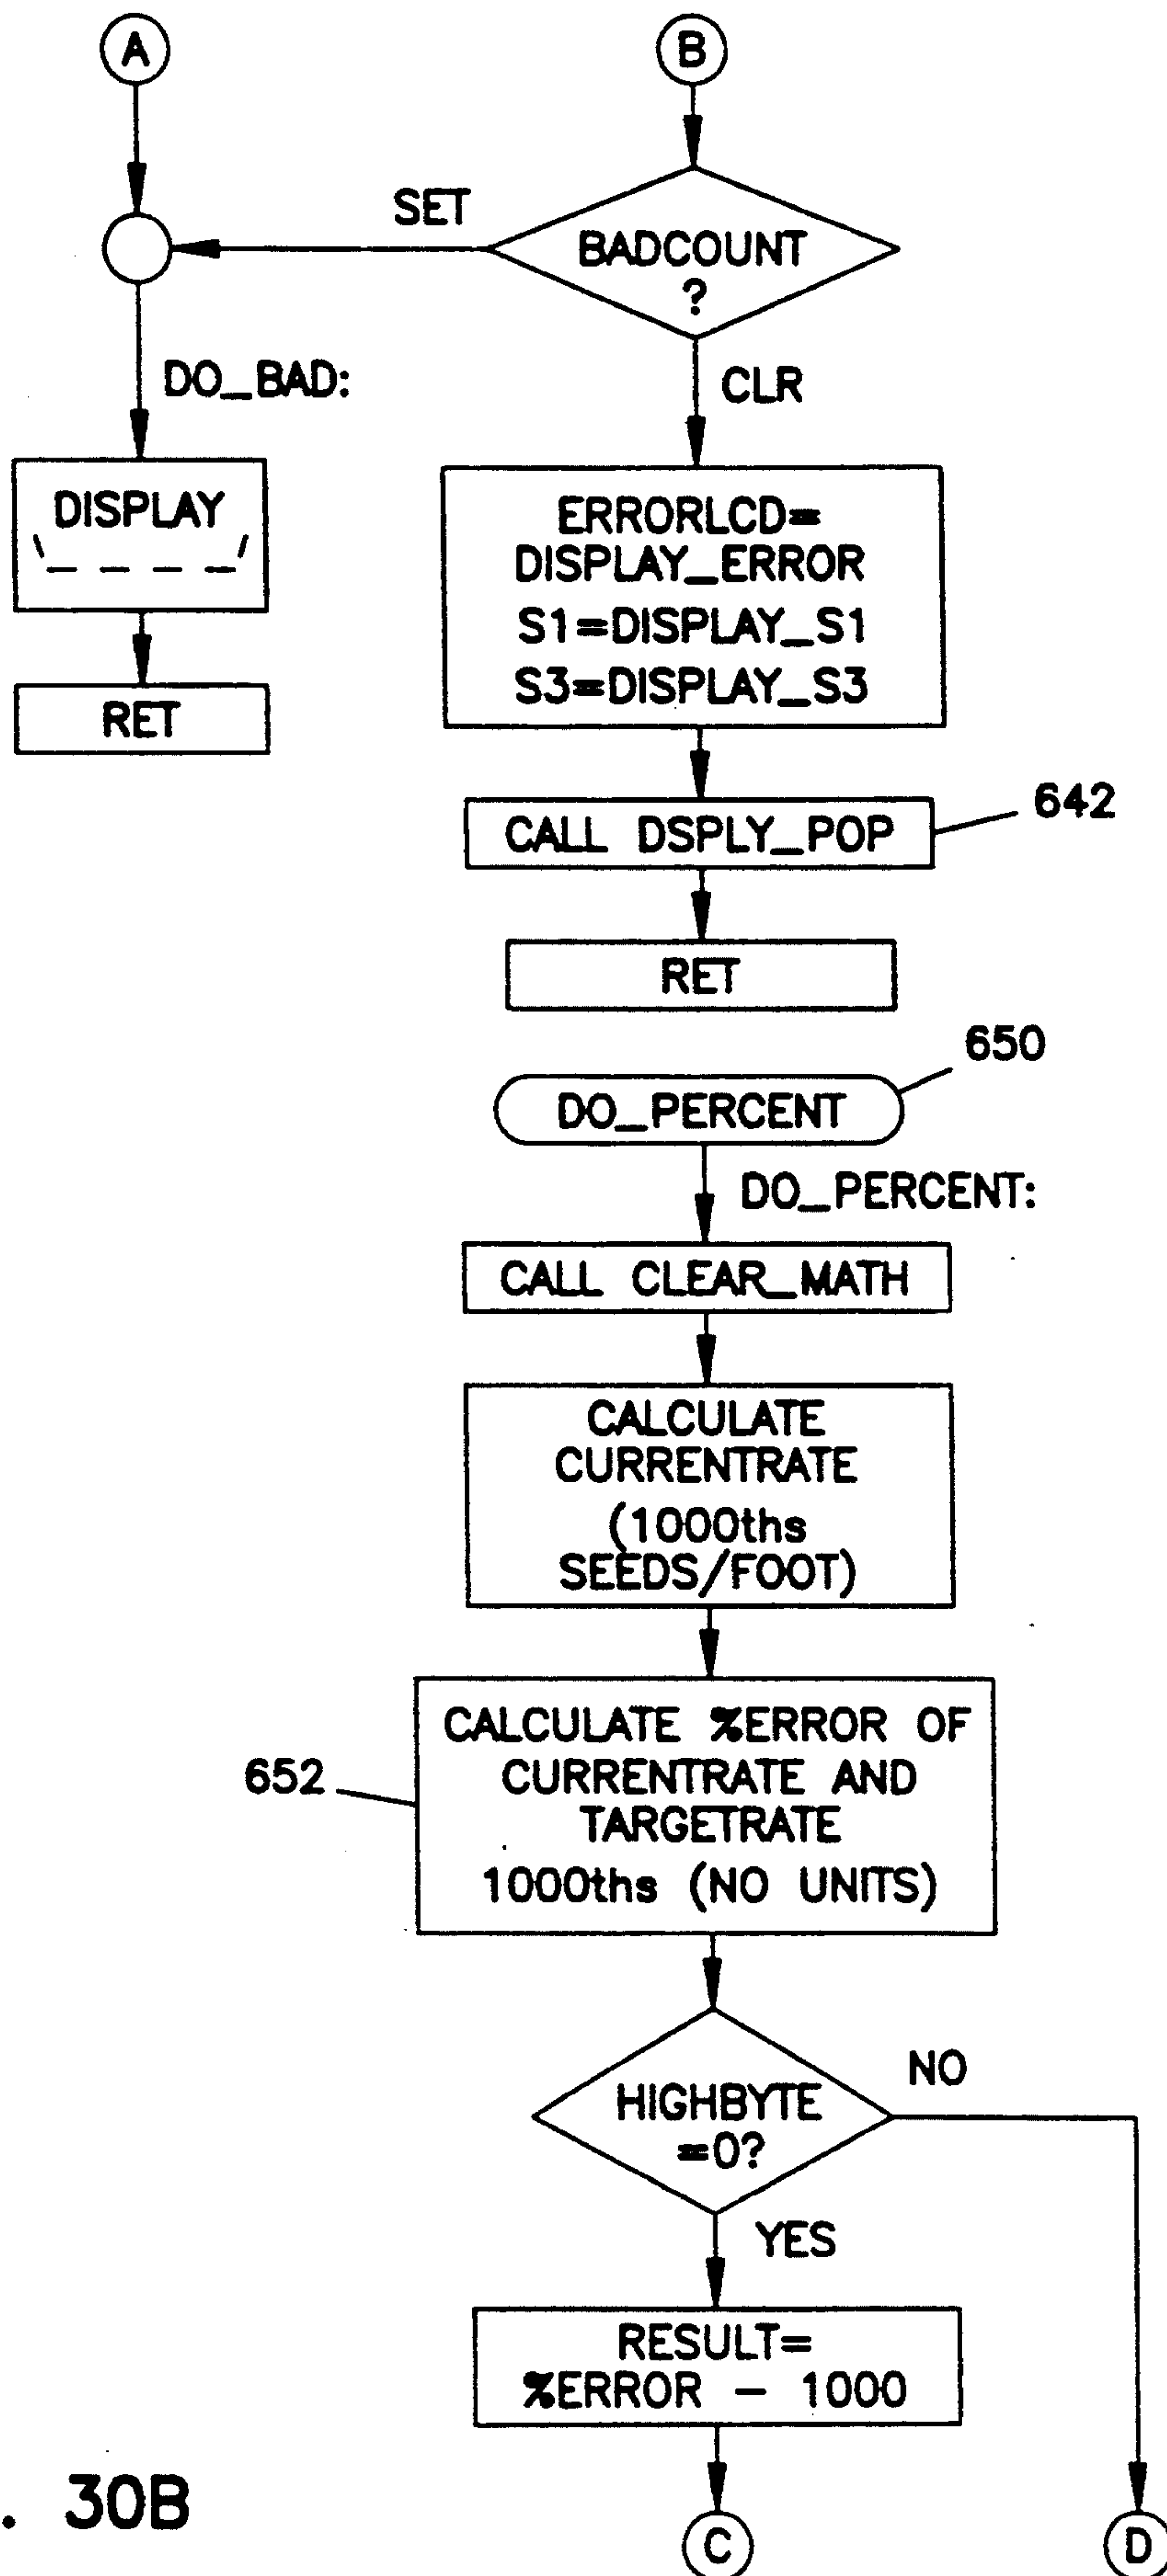 A
B
SET
BADCOUNT
?
DO_BAD:
CLR
DISPLAY
ERRORLCD=
DISPLAY_ERROR
S1=DISPLAY_S1
S3=DISPLAY_S3
RET
CALL DSPLY_POP
642
RET
650
DO_PERCENT
DO_PERCENT:
CALL CLEAR_MATH
CALCULATE
CURRENTRATE
(1000ths
SEEDS/FOOT)
CALCULATE %ERROR OF
CURRENTRATE AND
TARGETRATE
1000ths (NO UNITS)
652
HIGHBYTE
=0?
NO
YES
RESULT=
%ERROR - 1000
. 30B
C
D